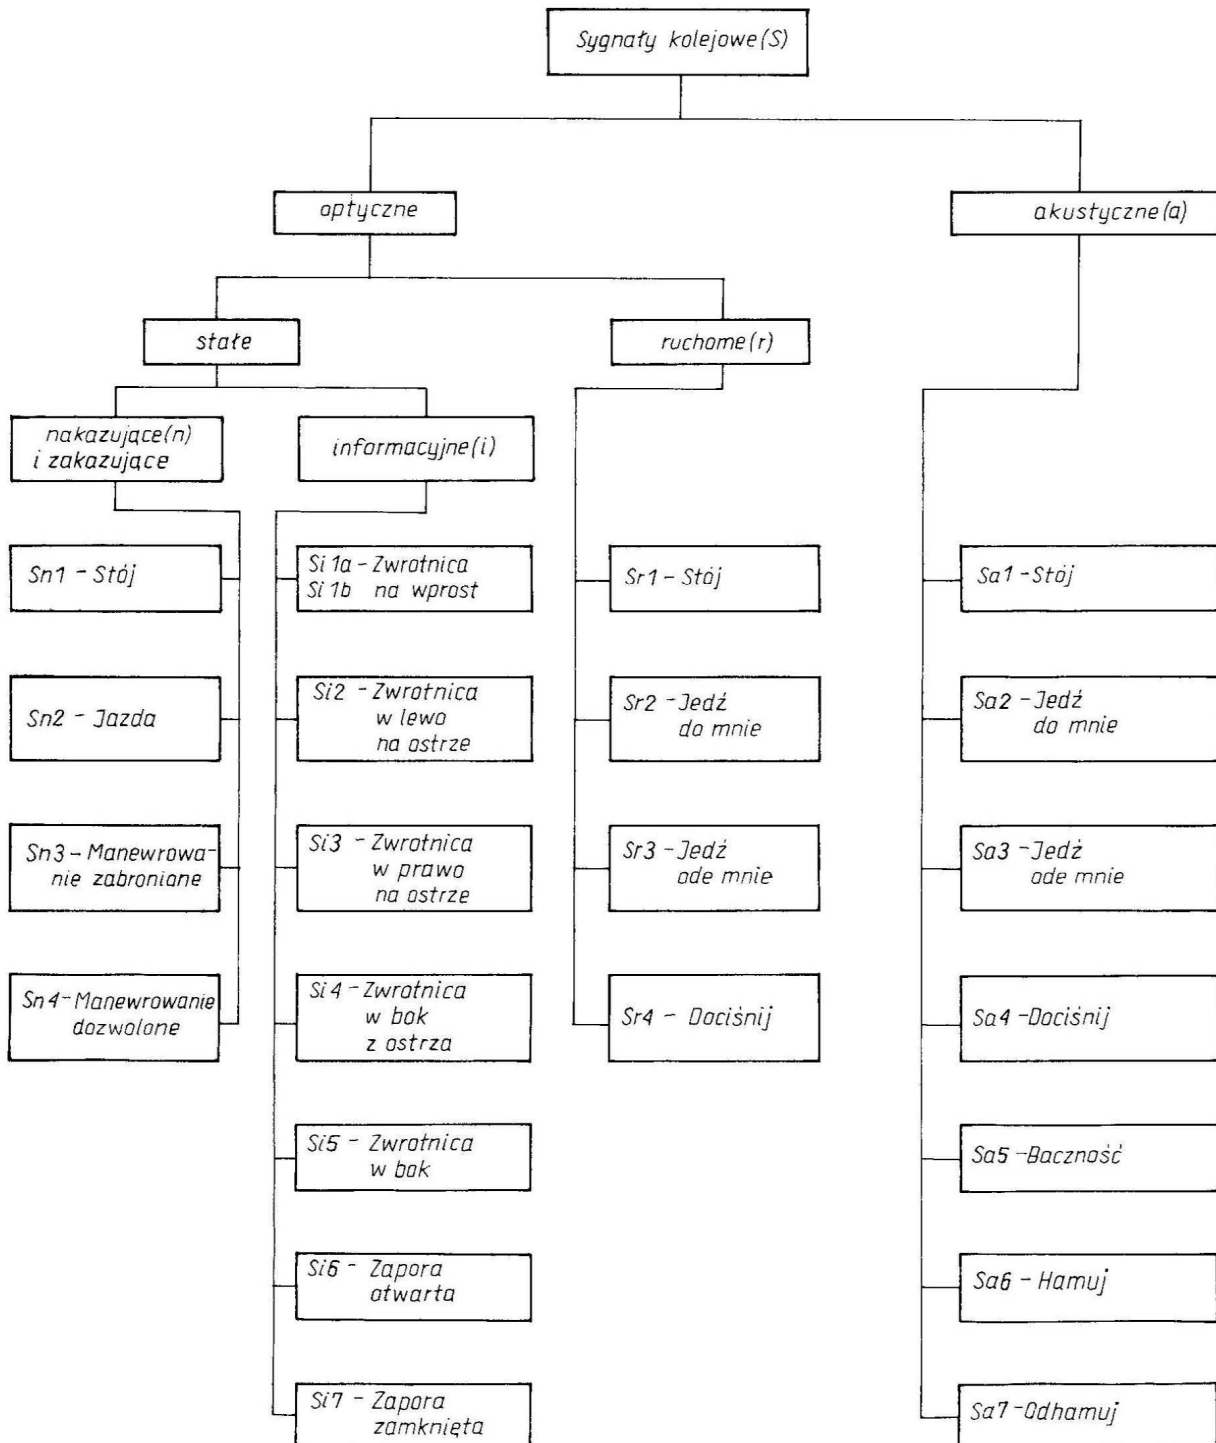 Sygnały kolejowe (S)
optyczne
akustyczne (a)
stałe
ruchome (r)
nakazujące (n)
i zakazujące
informacyjne (i)
Sn1 - Stój
Sn2 - Jazda
Sn3 - Manewrowa-
nie zabronione
Sn4 - Manewrowanie
dozwolone
Si 1a - Zwrotnica
Si 1b na wprost
Si2 - Zwrotnica
w lewo
na ostrze
Si3 - Zwrotnica
w prawo
na ostrze
Si4 - Zwrotnica
w bok
z ostrza
Si5 - Zwrotnica
w bok
Si6 - Zapora
otwarta
Si7 - Zapora
zamknięta
Sr1 - Stój
Sr2 - Jedź
do mnie
Sr3 - Jedź
ode mnie
Sr4 - Dociśnij
Sa1 - Stój
Sa2 - Jedź
do mnie
Sa3 - Jedź
ode mnie
Sa4 - Dociśnij
Sa5 - Baczność
Sa6 - Hamuj
Sa7 - Odhamuj